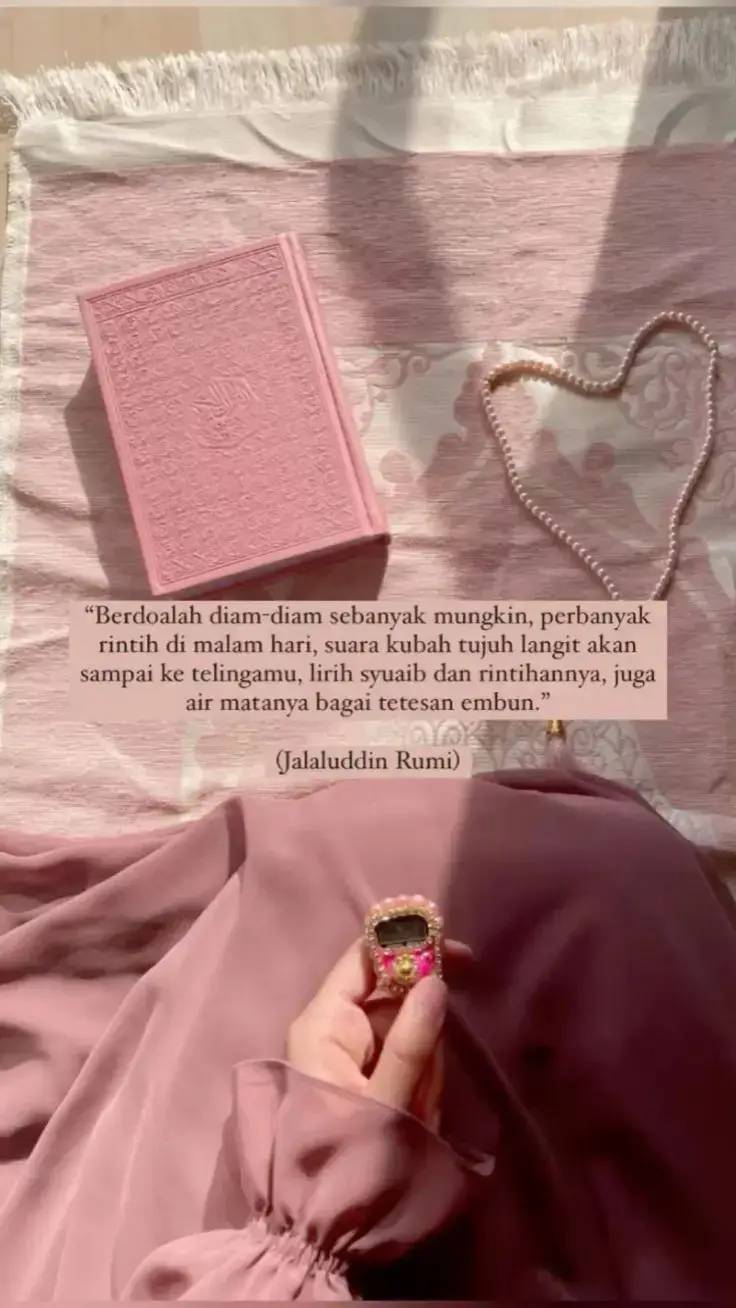 “Berdoalah diam-diam sebanyak mungkin, perbanyak
rintih di malam hari, suara kubah tujuh langit akan
sampai ke telingamu, lirih syuaib dan rintihannya, juga
air matanya bagai tetesan embun.”
(Jalaluddin Rumi)